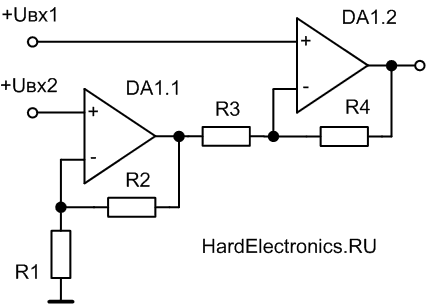 +Uвх1
DA1.2
+
-
+Uвх2
DA1.1
+
-
R3
R4
R2
R1
HardElectronics.RU